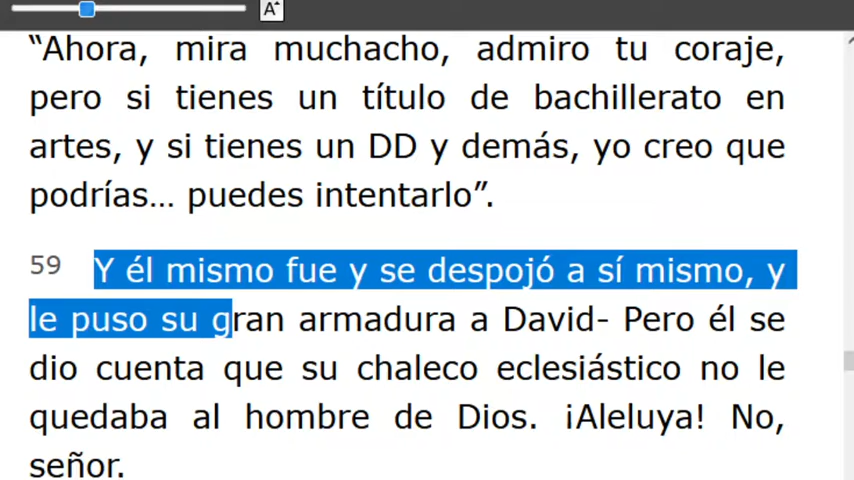 A
“Ahora, mira muchacho, admiro tu coraje,
pero si tienes un título de bachillerato en
artes, y si tienes un DD y demás, yo creo que
podrías… puedes intentarlo”.
59 Y él mismo fue y se despojó a sí mismo, y
le puso su gran armadura a David- Pero él se
dio cuenta que su chaleco eclesiástico no le
quedaba al hombre de Dios. ¡Aleluya! No,
señor.